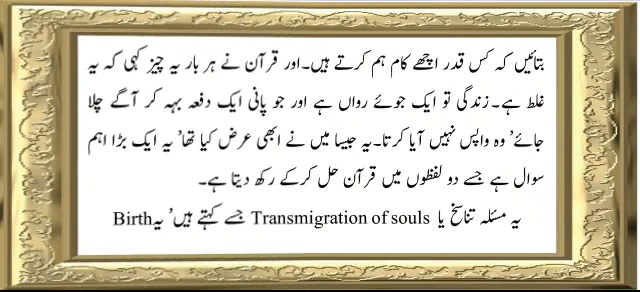 بتائیں کہ کس قدر اچھے کام ہم کرتے ہیں۔اور قرآن نے ہر بار یہ چیز کہی کہ یہ
غلط ہے۔زندگی تو ایک جوئے رواں ہے اور جو پانی ایک دفعہ بہہ کر آگے چلا
جائے’ وہ واپس نہیں آیا کرتا۔یہ جیسا میں نے ابھی عرض کیا تھا’ یہ ایک بڑا اہم
سوال ہے جسے دو لفظوں میں قرآن حل کرکے رکھ دیتا ہے۔
یہ مسئلہ تناسخ یا Transmigration of souls جسے کہتے ہیں’ یہ Birth